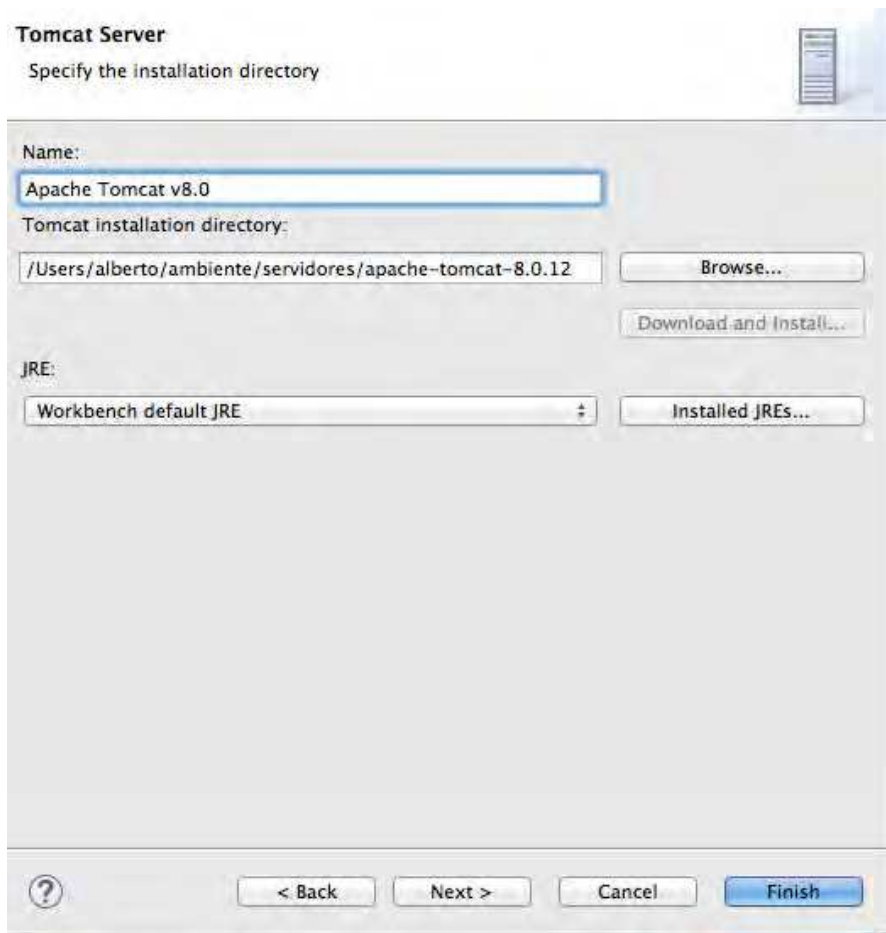 Tomcat Server
Specify the installation directory
Name:
Apache Tomcat v8.0
Tomcat installation directory:
/Users/alberto/ambiente/servidores/apache-tomcat-8.0.12
Browse...
Download and Install...
JRE:
Workbench default JRE
Installed JREs...
?
< Back
Next >
Cancel
Finish